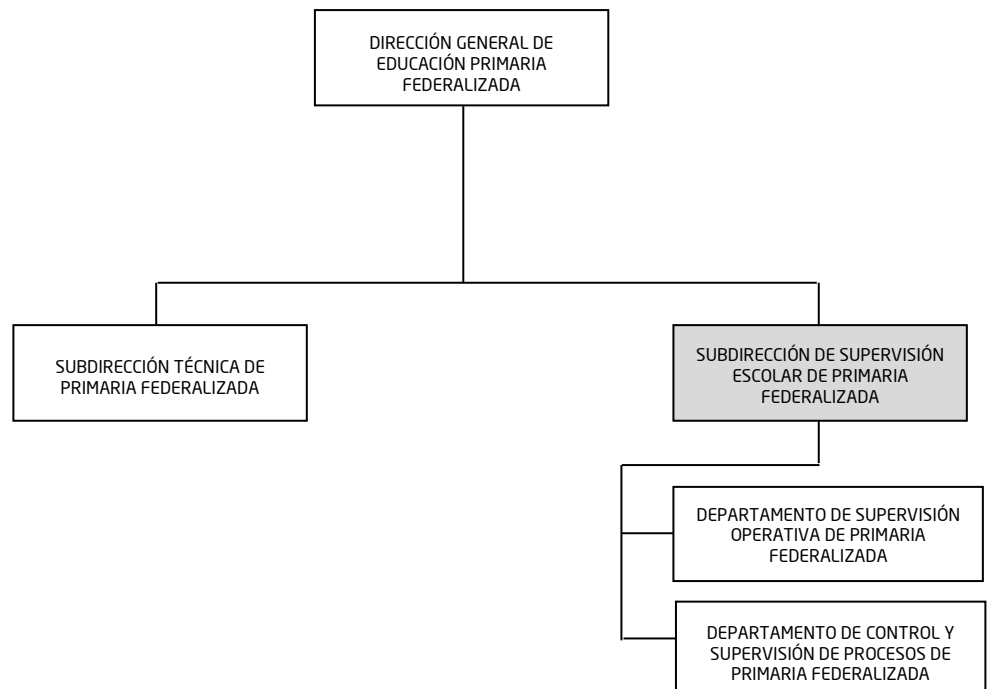 DIRECCIÓN GENERAL DE
EDUCACIÓN PRIMARIA
FEDERALIZADA
SUBDIRECCIÓN TÉCNICA DE
PRIMARIA FEDERALIZADA
SUBDIRECCIÓN DE SUPERVISIÓN
ESCOLAR DE PRIMARIA
FEDERALIZADA
DEPARTAMENTO DE SUPERVISIÓN
OPERATIVA DE PRIMARIA
FEDERALIZADA
DEPARTAMENTO DE CONTROL Y
SUPERVISIÓN DE PROCESOS DE
PRIMARIA FEDERALIZADA